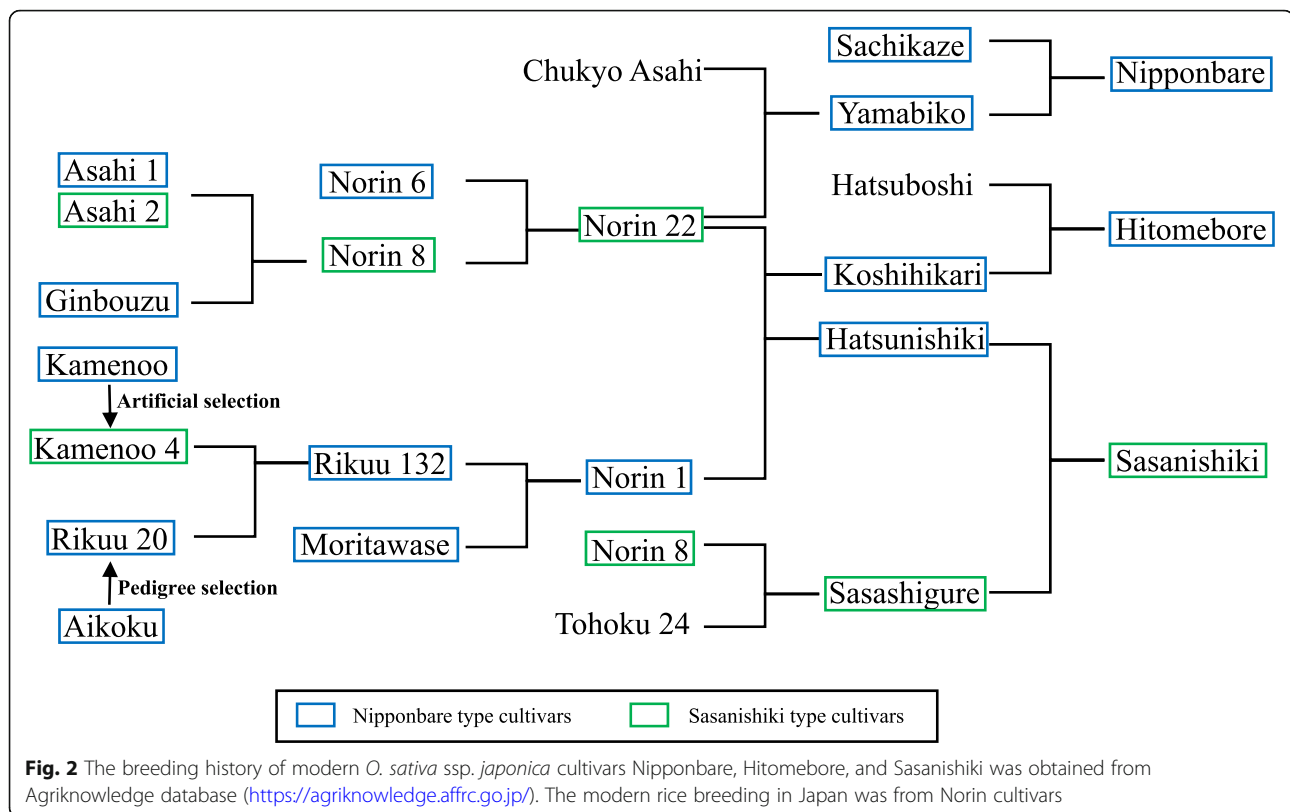 Sachikaze
Chukyo Asahi
Nipponbare
Yamabiko
Asahi 1
Norin 6
Hatsuboshi
Asahi 2
Norin 22
Hitomebore
Norin 8
Koshihikari
Ginbouzu
Hatsunishiki
Kamenoo
Artificial selection
Kamenoo 4
Rikuu 132
Sasanishiki
Norin 1
Rikuu 20
Moritawase
Norin 8
Pedigree selection
Sasashigure
Aikoku
Tohoku 24
Nipponbare type cultivars
Sasanishiki type cultivars
Fig. 2 The breeding history of modern O. sativa ssp. japonica cultivars Nipponbare, Hitomebore, and Sasanishiki was obtained from
Agriknowledge database (https://agriknowledge.affrc.go.jp/). The modern rice breeding in Japan was from Norin cultivars